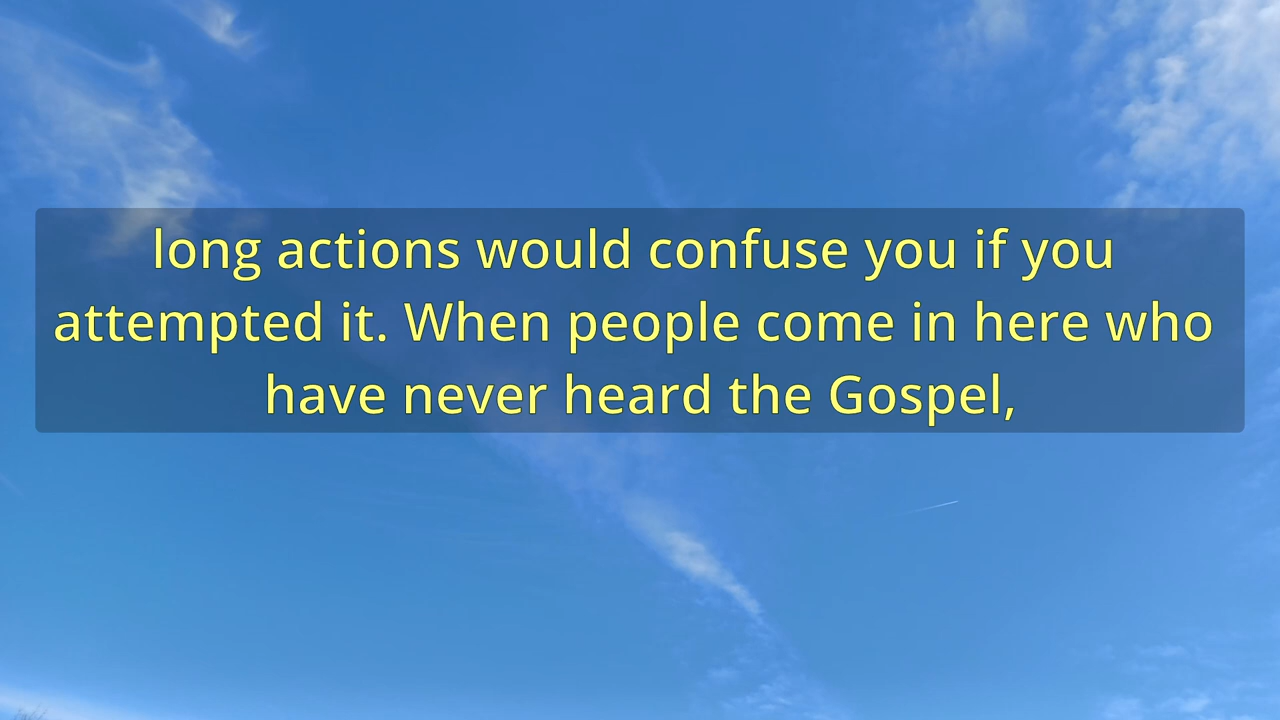 long actions would confuse you if you
attempted it. When people come in here who
have never heard the Gospel,